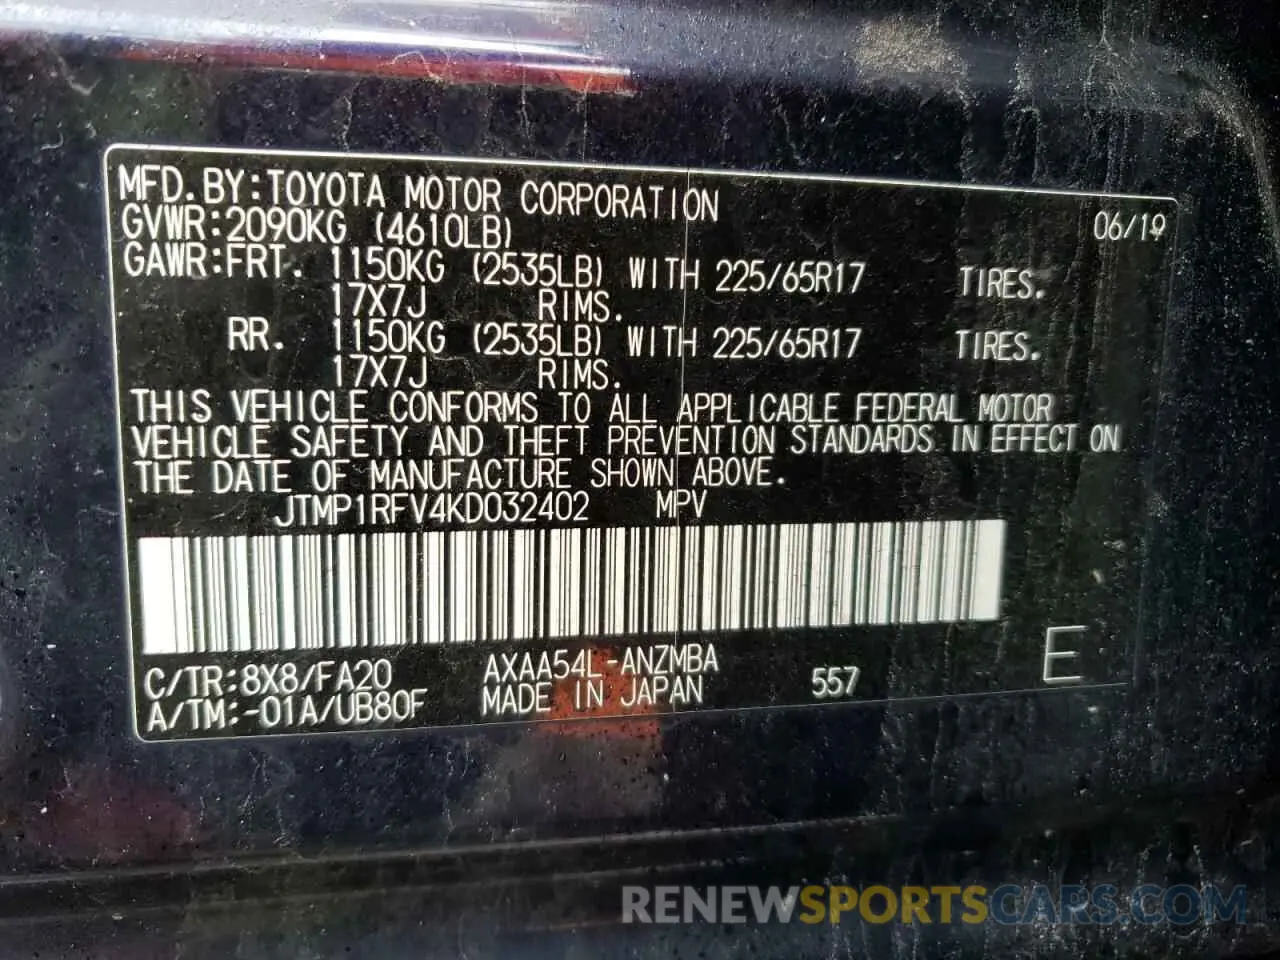 MFD.BY:TOYOTA MOTOR CORPORATION 06/19
GVWR:2090KG (4610LB)
GAWR:FRT. 1150KG (2535LB) WITH 225/65R17 TIRES.
17X7J RIMS.
RR. 1150KG (2535LB) WITH 225/65R17 TIRES.
17X7J RIMS.
THIS VEHICLE CONFORMS TO ALL APPLICABLE FEDERAL MOTOR
VEHICLE SAFETY AND THEFT PREVENTION STANDARDS IN EFFECT ON
THE DATE OF MANUFACTURE SHOWN ABOVE.
JTMP1RFV4KD032402 MPV
C/TR:8X8/FA20 AXAA54L-ANZMBA 557 E
A/TM:-01A/UB80F MADE IN JAPAN
RENEWSPORTSCARS.COM